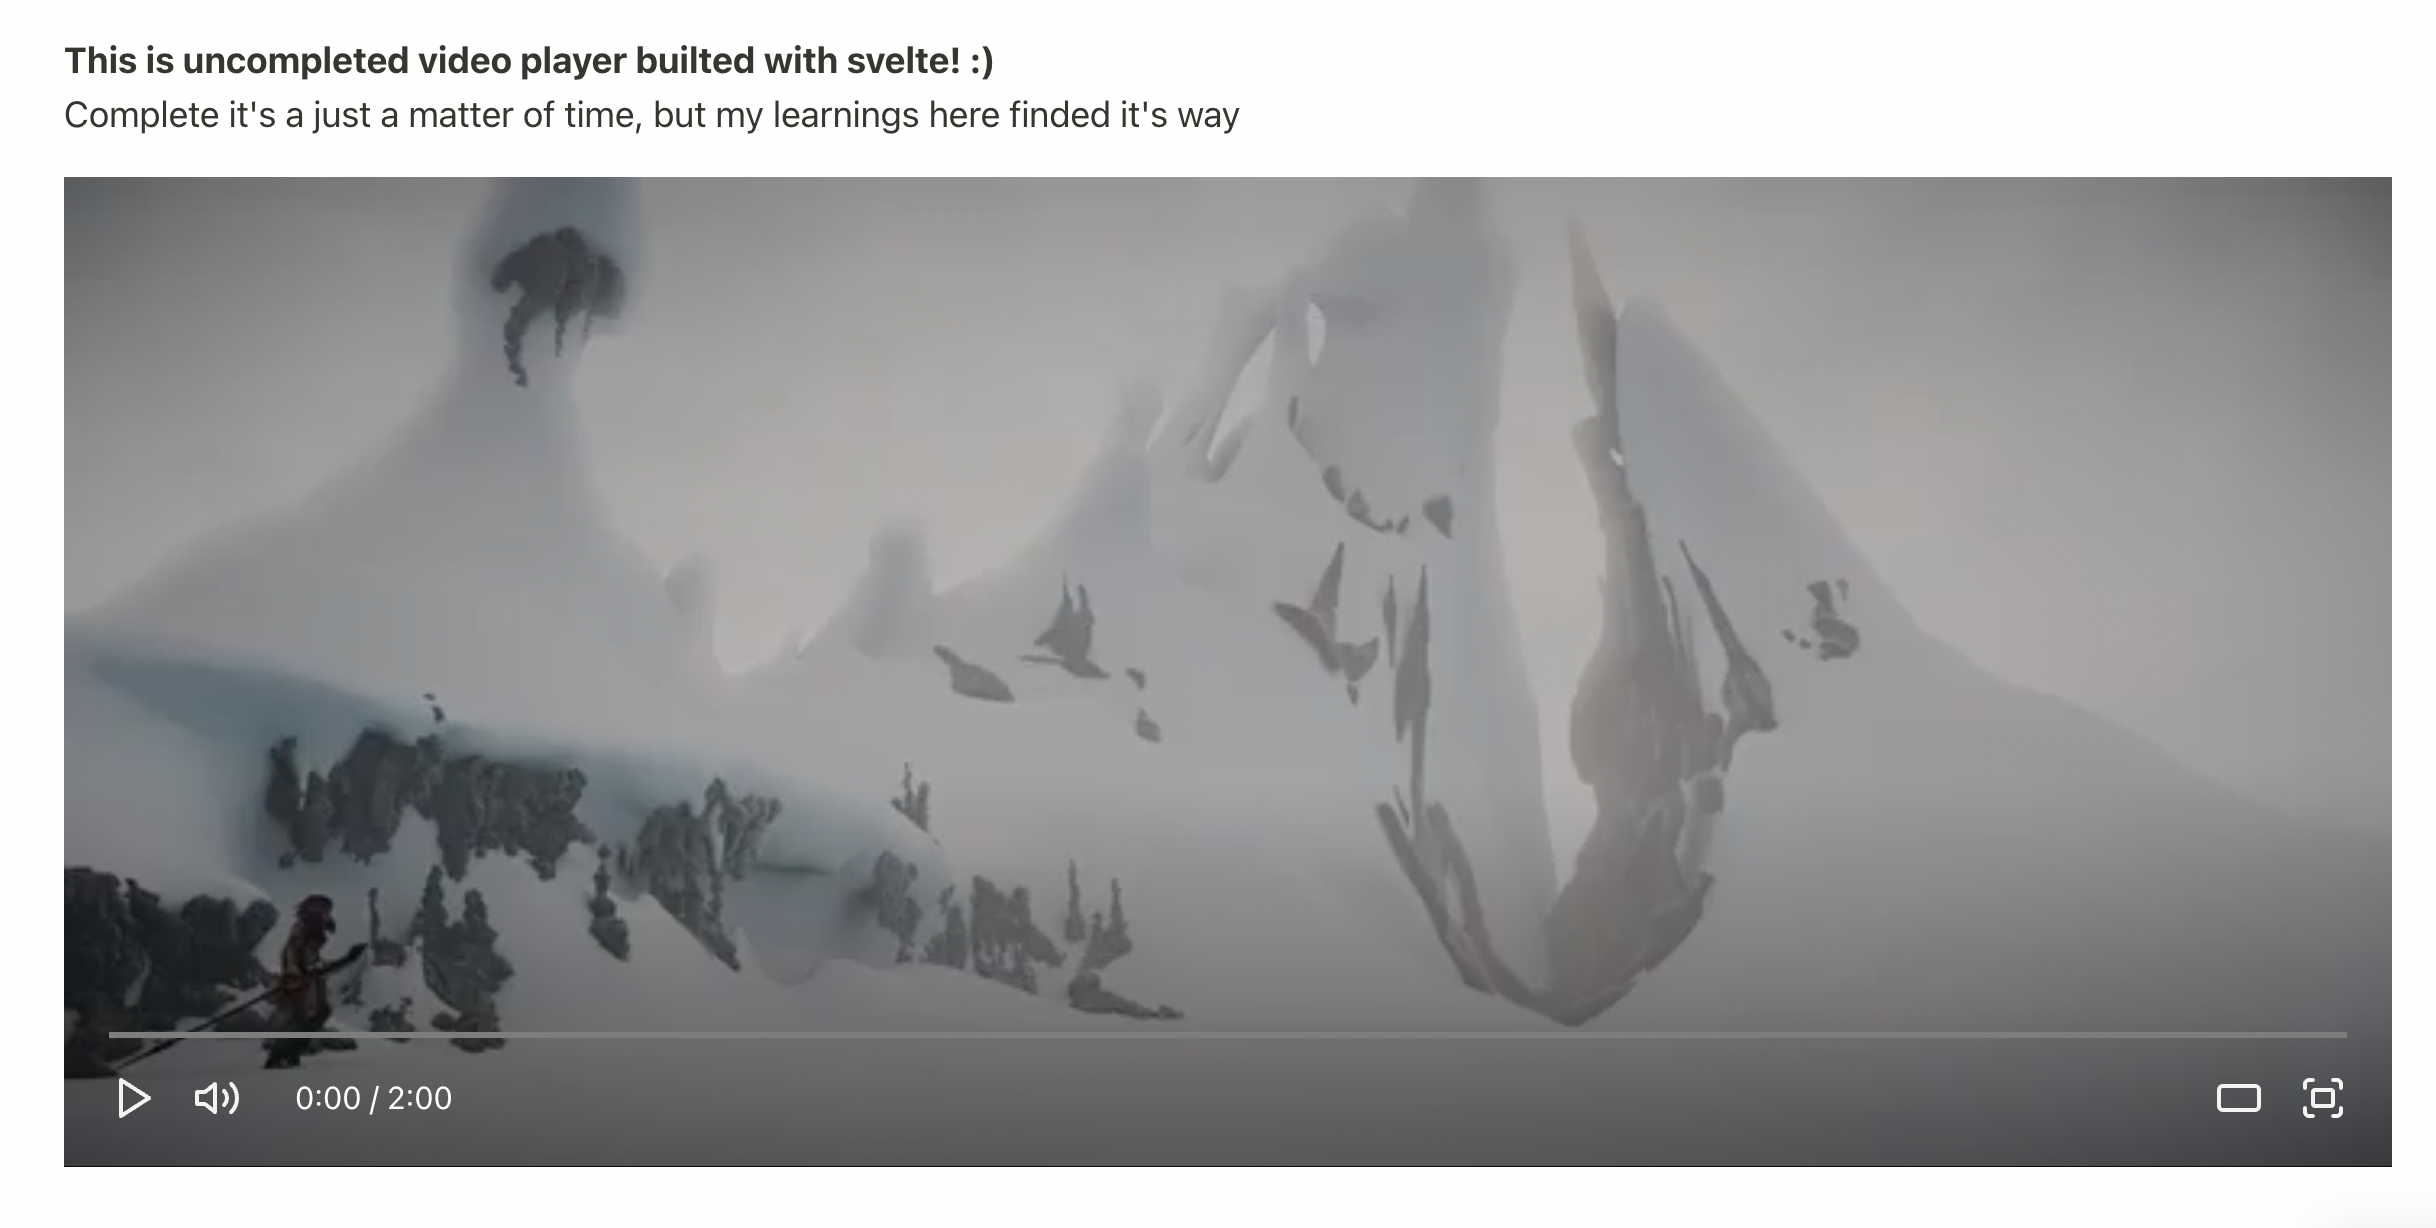 This is uncompleted video player builted with svelte! :)
Complete it's a just a matter of time, but my learnings here finded it's way
0:00 / 2:00